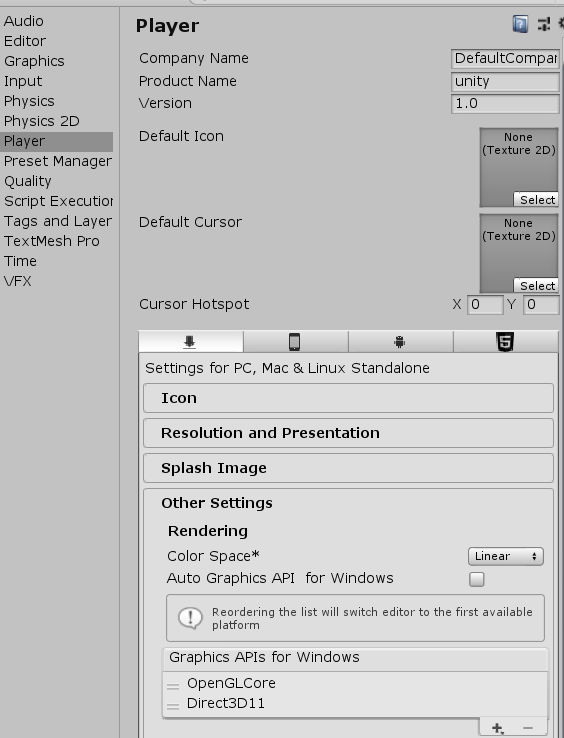 Audio
Editor
Graphics
Input
Physics
Physics 2D
Player
Preset Manager
Quality
Script Execution
Tags and Layer
TextMesh Pro
Time
VFX
Player
Company Name
DefaultCompar
Product Name
unity
Version
1.0
Default Icon
None
(Texture 2D)
Select
Default Cursor
None
(Texture 2D)
Select
Cursor Hotspot
X 0 Y 0
5
Settings for PC, Mac & Linux Standalone
Icon
Resolution and Presentation
Splash Image
Other Settings
Rendering
Color Space*
Linear
Auto Graphics API for Windows
Reordering the list will switch editor to the first available
platform
Graphics APIs for Windows
OpenGLCore
Direct3D11